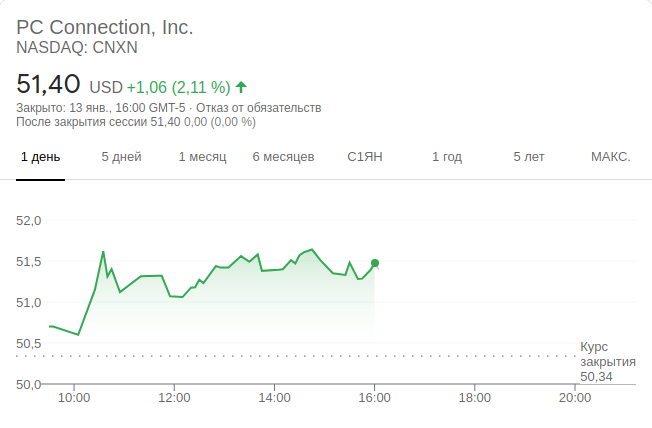 PC Connection, Inc.
NASDAQ: CNXN
51,40 USD +1,06 (2,11 %)
Закрыто: 13 янв., 16:00 GMT-5 · Отказ от обязательств
После закрытия сессии 51,40 0,00 (0,00 %)
1 день 5 дней 1 месяц 6 месяцев С1ЯН 1 год 5 лет МАКС.
52,0
51,5
51,0
50,5
Курс
закрытия
50,34
50,0
10:00 12:00 14:00 16:00 18:00 20:00